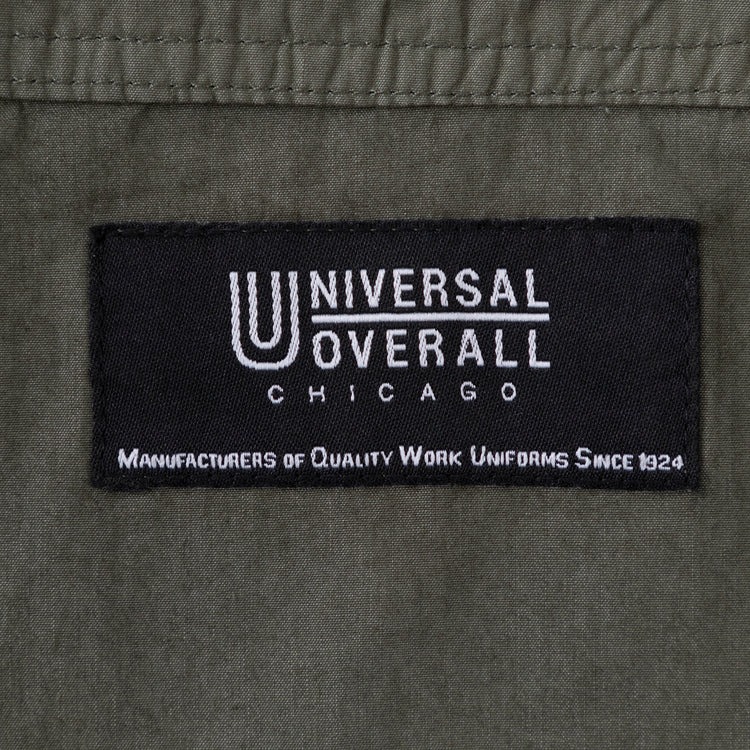 UNIVERSAL
OVERALL
CHICAGO
MANUFACTURERS OF QUALITY WORK UNIFORMS SINCE 1924